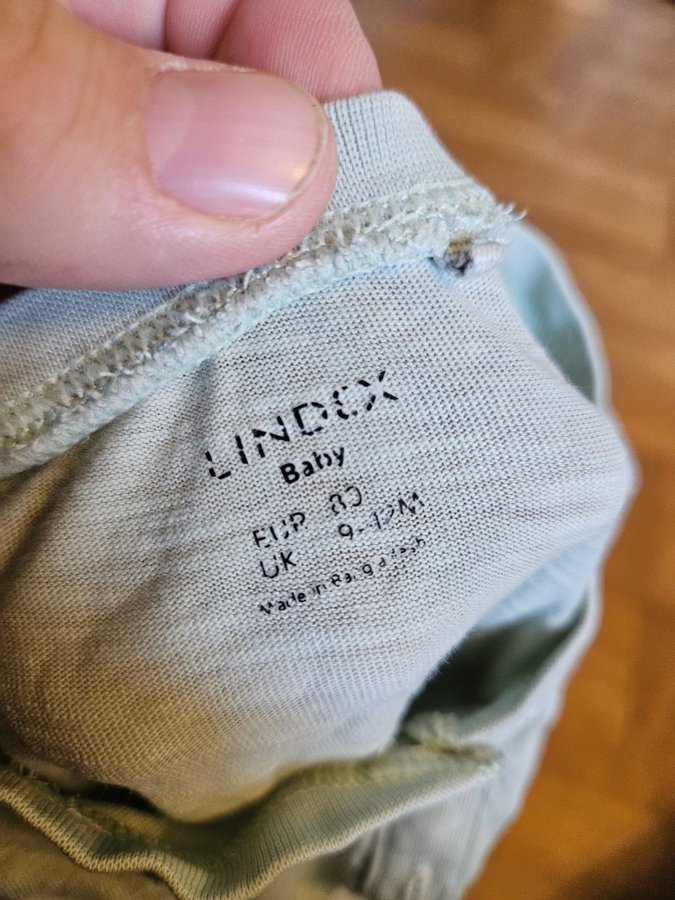 LINDEX
Baby
EUR 80
UK 9-12M
Made in Bangladesh